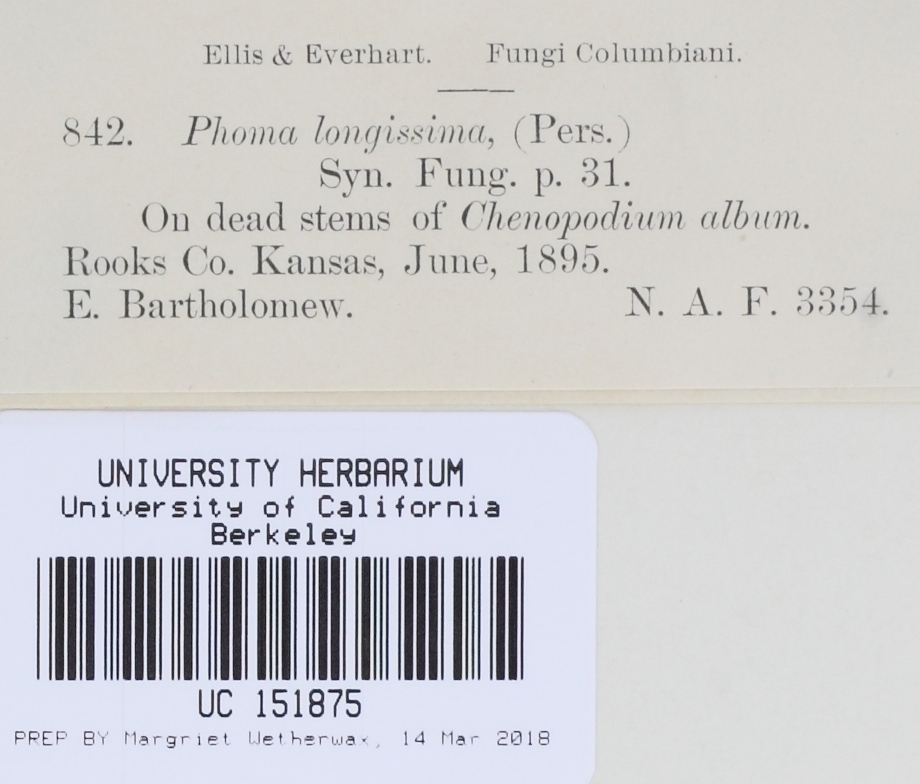 Ellis & Everhart. Fungi Columbiani.
842. Phoma longissima, (Pers.)
Syn. Fung. p. 31.
On dead stems of Chenopodium album.
Rooks Co. Kansas, June, 1895.
E. Bartholomew. N. A. F. 3354.
UNIVERSITY HERBARIUM
University of California
Berkeley
UC 151875
PREP BY Margriet Wetherwax, 14 Mar 2018